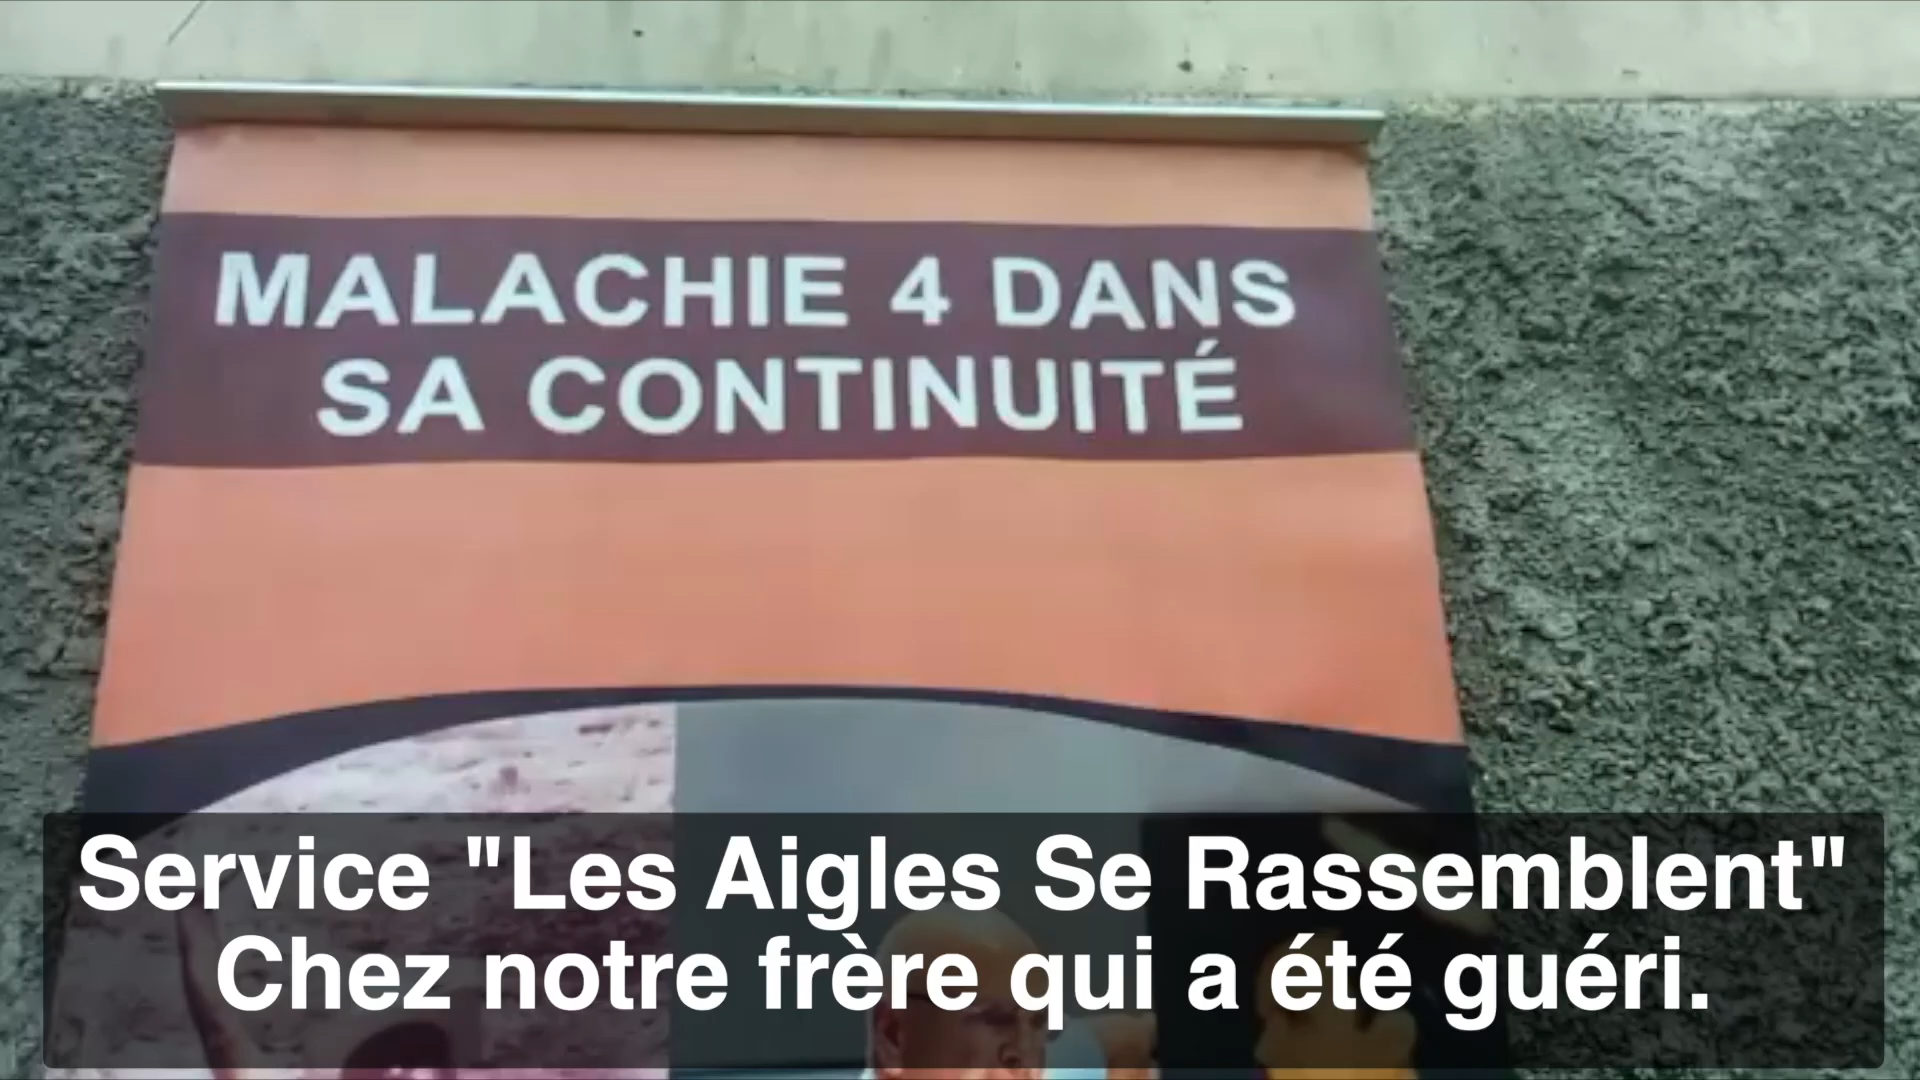 MALACHIE 4 DANS
SA CONTINUITÉ
Service "Les Aigles Se Rassemblent"
Chez notre frère qui a été guéri.